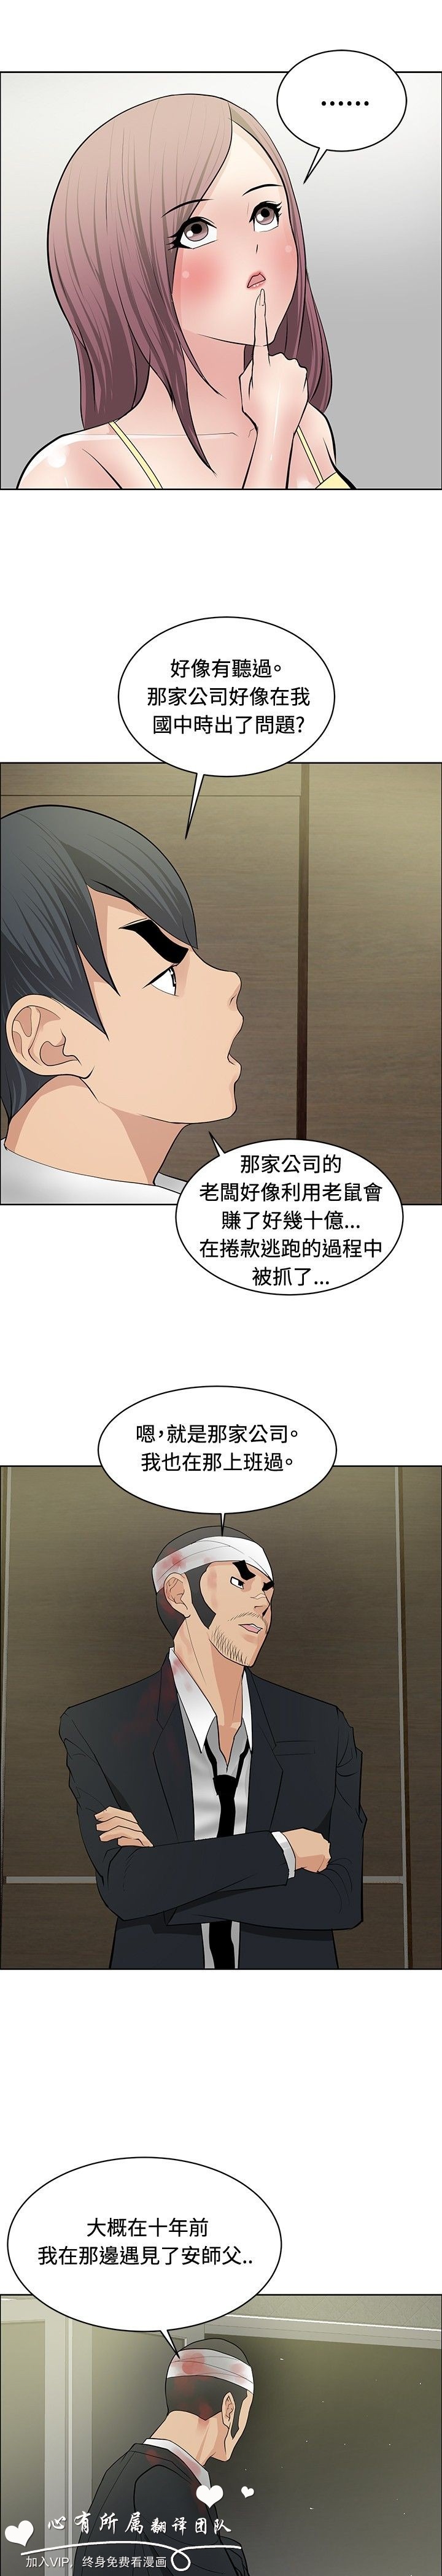 ······
好像有聽過。
那家公司好像在我
國中時出了問題?
那家公司的
老闆好像利用老鼠會
賺了好幾十億...
在捲款逃跑的過程中
被抓了...
嗯,就是那家公司。
我也在那上班過。
大概在十年前
我在那邊遇見了安師父..
心有所属翻译团队
加入VIP,终身免费看漫画